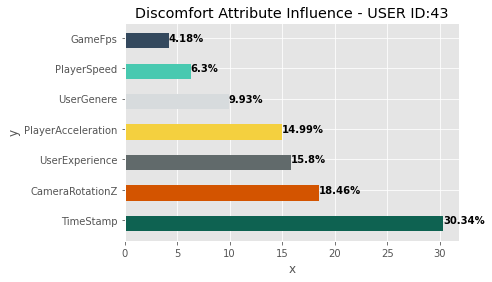 Discomfort Attribute Influence - USER ID:43
GameFps 4.18%
PlayerSpeed 6.3%
UserGenere 9.93%
PlayerAcceleration 14.99%
UserExperience 15.8%
CameraRotationZ 18.46%
TimeStamp 30.34%
y
0 5 10 15 20 25 30
x